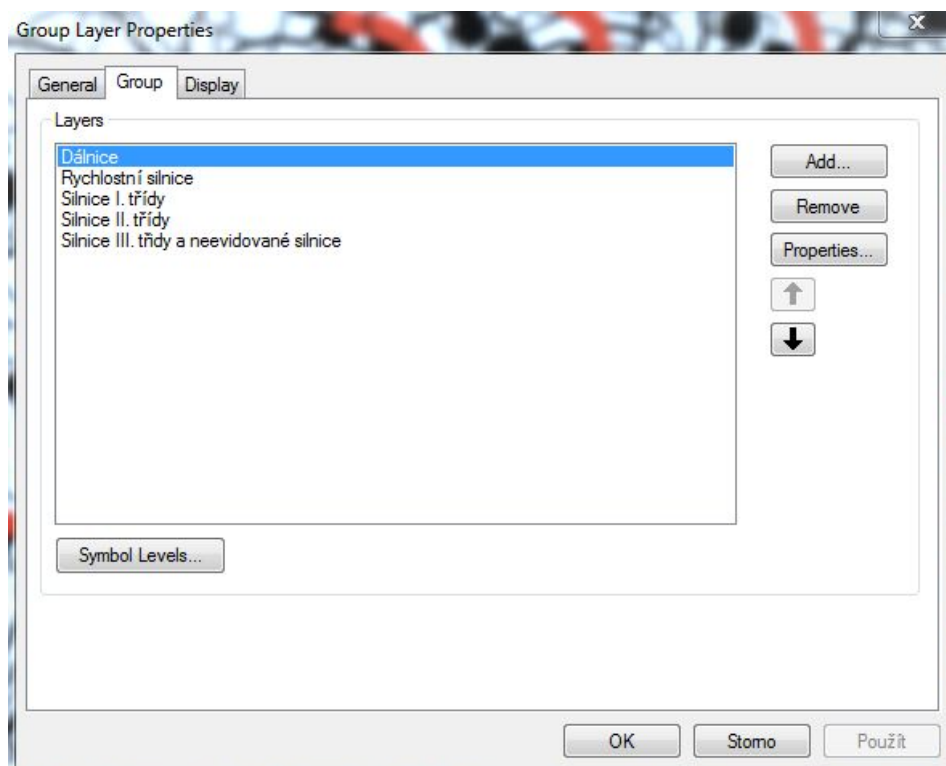 Group Layer Properties
General Group Display
Layers
Dálnice
Rychlostní silnice
Silnice I. třídy
Silnice II. třídy
Silnice III. třídy a neevidované silnice
Add...
Remove
Properties...
Symbol Levels...
OK Storno Použít